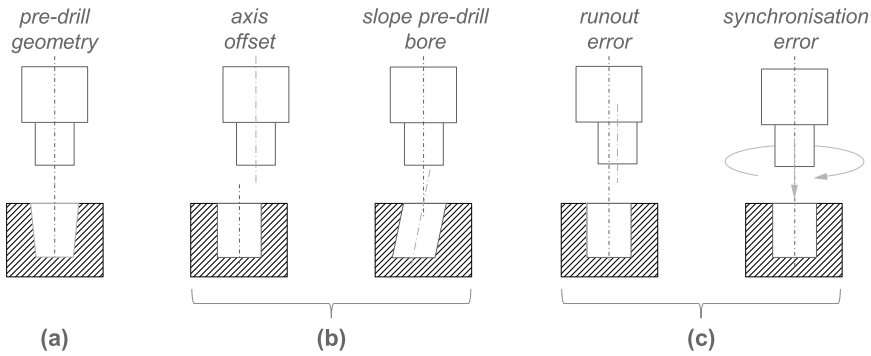 pre-drill
geometry
axis
offset
slope pre-drill
bore
runout
error
synchronisation
error
(a)
(b)
(c)